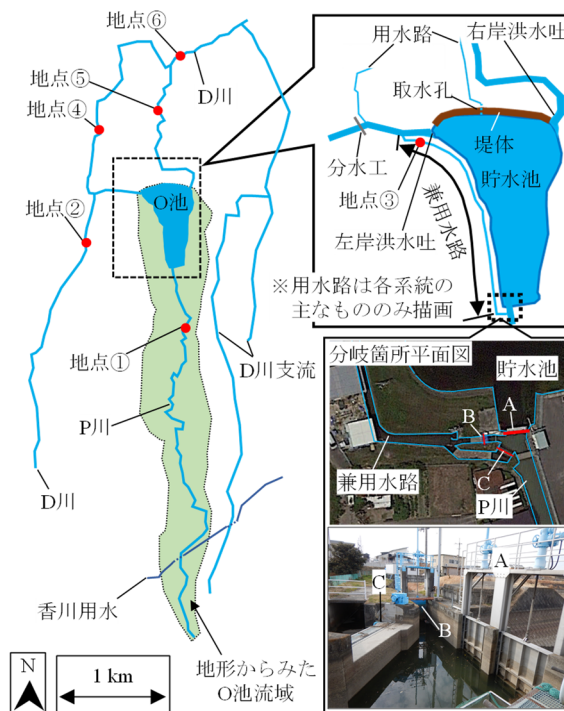 地点⑥
D川
地点⑤
地点④
O池
地点②
地点①
P川
D川支流
D川
香川用水
N
1 km
地形からみた
O池流域
用水路
右岸洪水吐
取水孔
堤体
分水工
貯水池
地点③
兼用水路
左岸洪水吐
※用水路は各系統の
主なもののみ描画
分岐箇所平面図
貯水池
A
B
兼用水路
C
P川
A
C
B